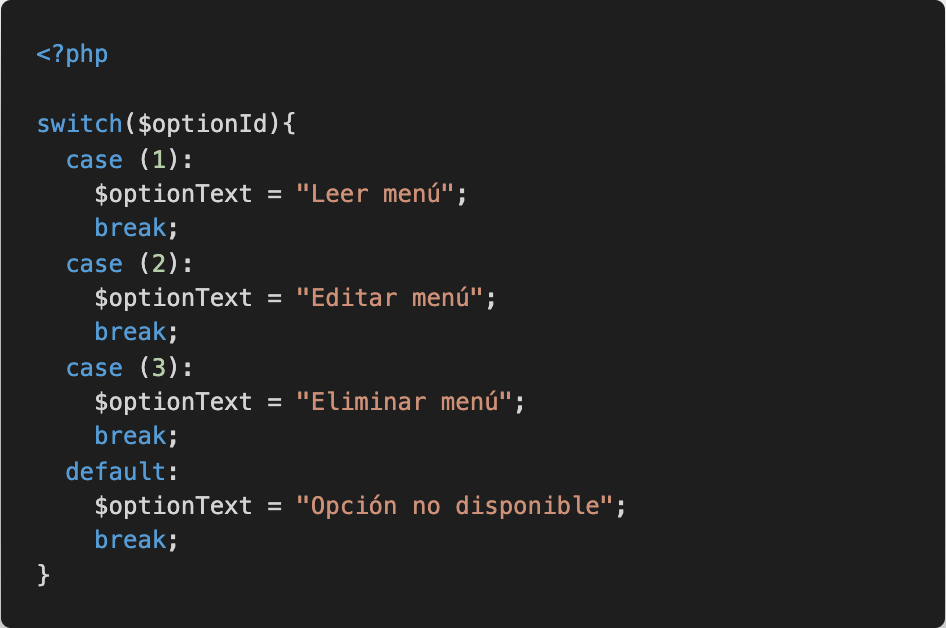 <?php
switch($optionId){
case (1):
$optionText = "Leer menú";
break;
case (2):
$optionText = "Editar menú";
break;
case (3):
$optionText = "Eliminar menú";
break;
default:
$optionText = "Opción no disponible";
break;
}